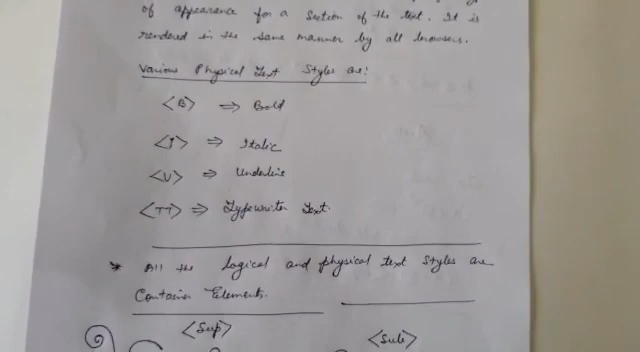 of appearance for a Section of the text. It is
rendered in the same manner by all browsers.
Various Physical Text Styles are:
<B> ⇒ Bold
<I> ⇒ Italic
<U> ⇒ Underline
<TT> ⇒ Typewriter Text.
* All the Logical and physical text Styles are
Container Elements.
<Sup> <Sub>